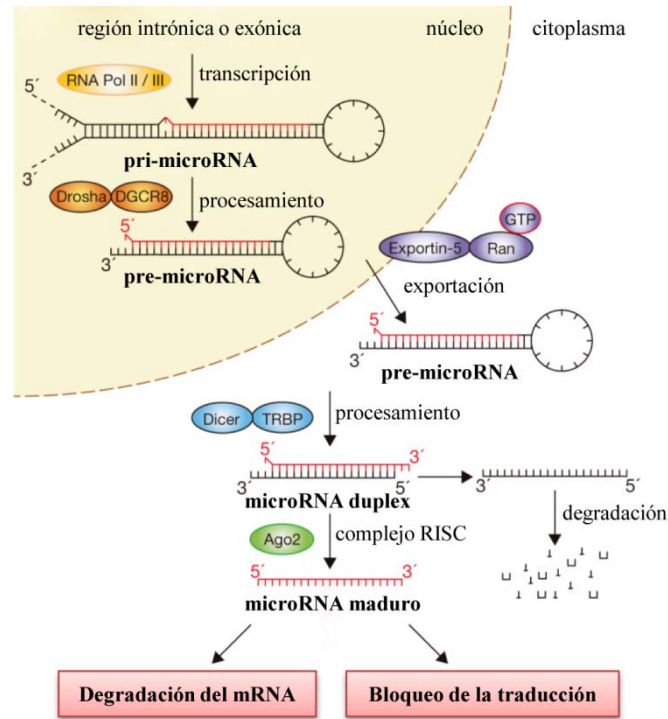 región intrónica o exónica
núcleo
citoplasma
RNA Pol II / III
transcripción
5´
3´
pri-microRNA
Drosha
DGCR8
procesamiento
5´
3´
pre-microRNA
GTP
Exportin-5
Ran
exportación
5´
3´
pre-microRNA
Dicer
TRBP
procesamiento
5´
3´
3´
5´
microRNA duplex
3´
5´
degradación
Ago2
complejo RISC
5´
3´
microRNA maduro
Degradación del mRNA
Bloqueo de la traducción